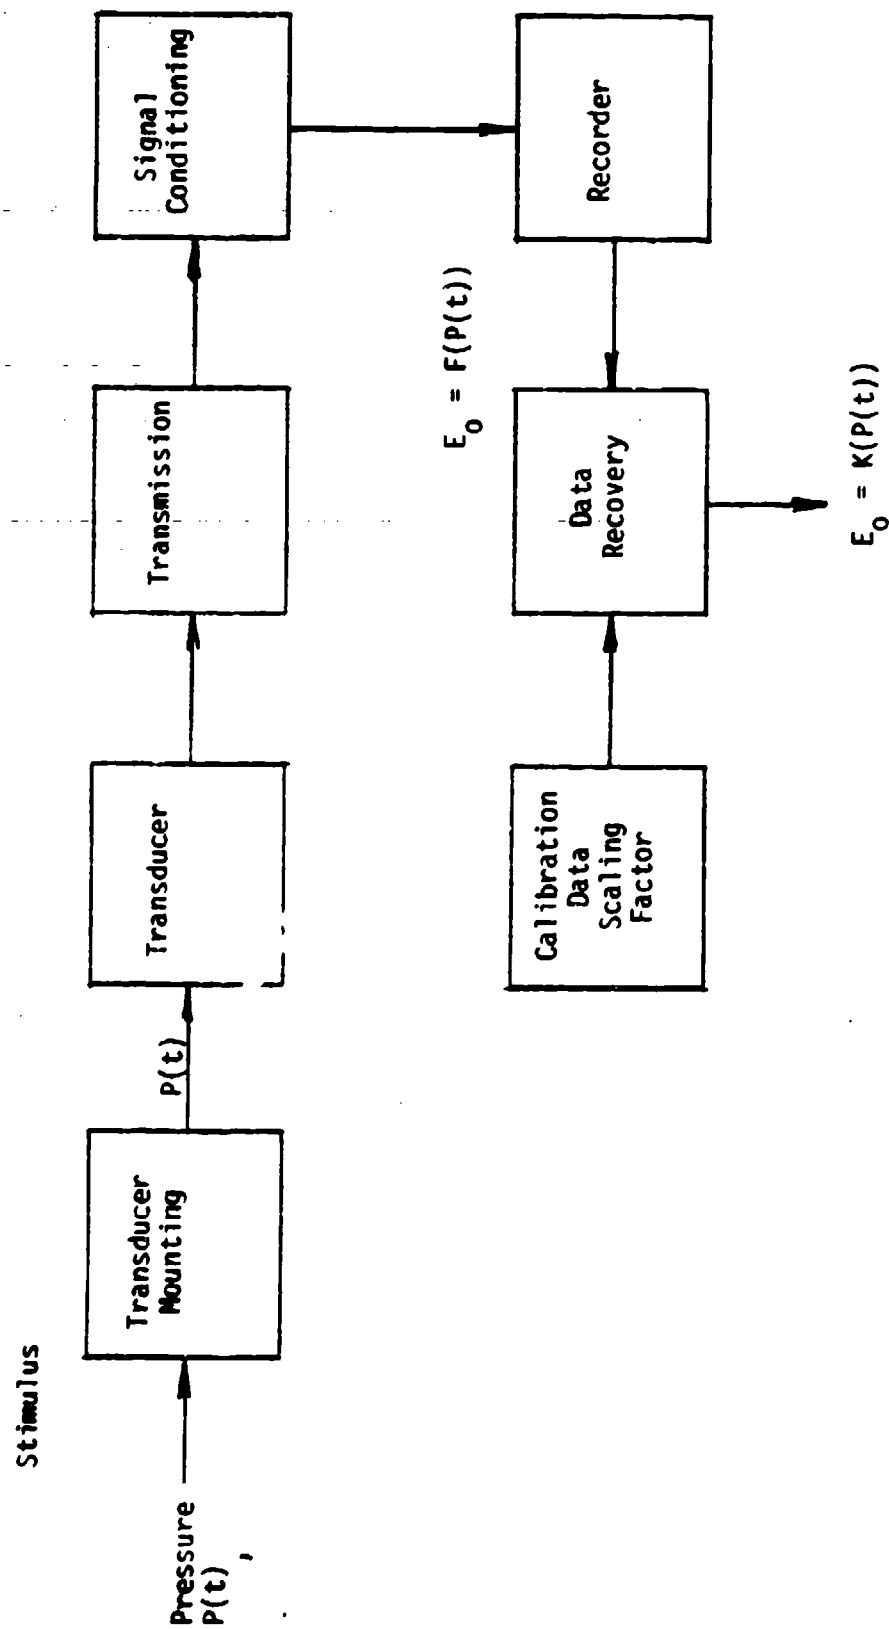 Stimulus
Pressure
P(t)
Transducer
Mounting
P(t)
Transducer
Transmission
Signal
Conditioning
Recorder
E₀ = F(P(t))
Data
Recovery
Calibration
Data
Scaling
Factor
E₀ = K(P(t))